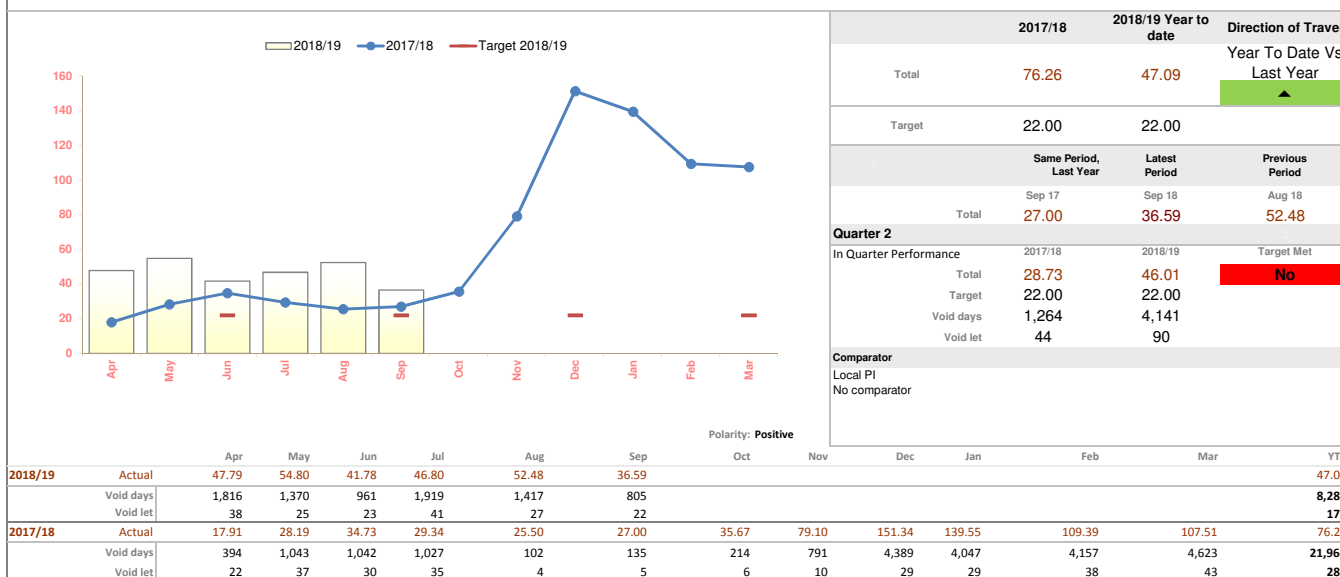 2018/19 2017/18 Target 2018/19
160
140
120
100
80
60
40
20
0
Apr May Jun Jul Aug Sep Oct Nov Dec Jan Feb Mar
2017/18 2018/19 Year to date Direction of Trave
Total 76.26 47.09 Year To Date Vs Last Year
▲
Target 22.00 22.00
Same Period, Last Year Latest Period Previous Period
Sep 17 Sep 18 Aug 18
Total 27.00 36.59 52.48
Quarter 2
In Quarter Performance 2017/18 2018/19 Target Met
Total 28.73 46.01 No
Target 22.00 22.00
Void days 1,264 4,141
Void let 44 90
Comparator
Local PI
No comparator
Polarity: Positive
Apr May Jun Jul Aug Sep Oct Nov Dec Jan Feb Mar YT
2018/19 Actual 47.79 54.80 41.78 46.80 52.48 36.59 47.0
Void days 1,816 1,370 961 1,919 1,417 805 8,28
Void let 38 25 23 41 27 22 17
2017/18 Actual 17.91 28.19 34.73 29.34 25.50 27.00 35.67 79.10 151.34 139.55 109.39 107.51 76.2
Void days 394 1,043 1,042 1,027 102 135 214 791 4,389 4,047 4,157 4,623 21,96
Void let 22 37 30 35 4 5 6 10 29 29 38 43 28